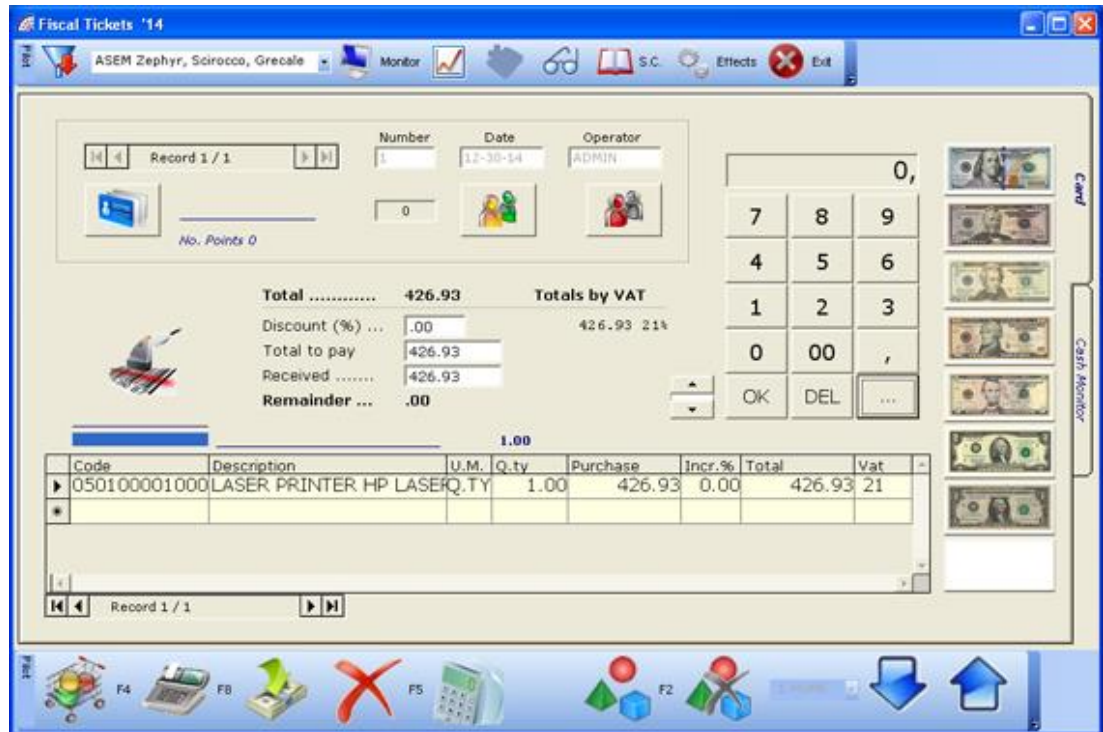 Fiscal Tickets '14
Pilot
ASEM Zephyr, Scirocco, Grecale Monitor S.C. Effects Exit
Number Date Operator
Record 1 / 1 1 12-30-14 ADMIN
0
No. Points 0
0,
7 8 9
4 5 6
1 2 3
0 00 ,
OK DEL ...
Card
Cash Monitor
Total ............ 426.93 Totals by VAT
Discount (%) ... .00 426.93 21%
Total to pay 426.93
Received ....... 426.93
Remainder ... .00
1.00
Code Description U.M. Q.ty Purchase Incr.% Total Vat
050100001000 LASER PRINTER HP LASER Q.TY 1.00 426.93 0.00 426.93 21
Record 1 / 1
F4 F8 F5 F2